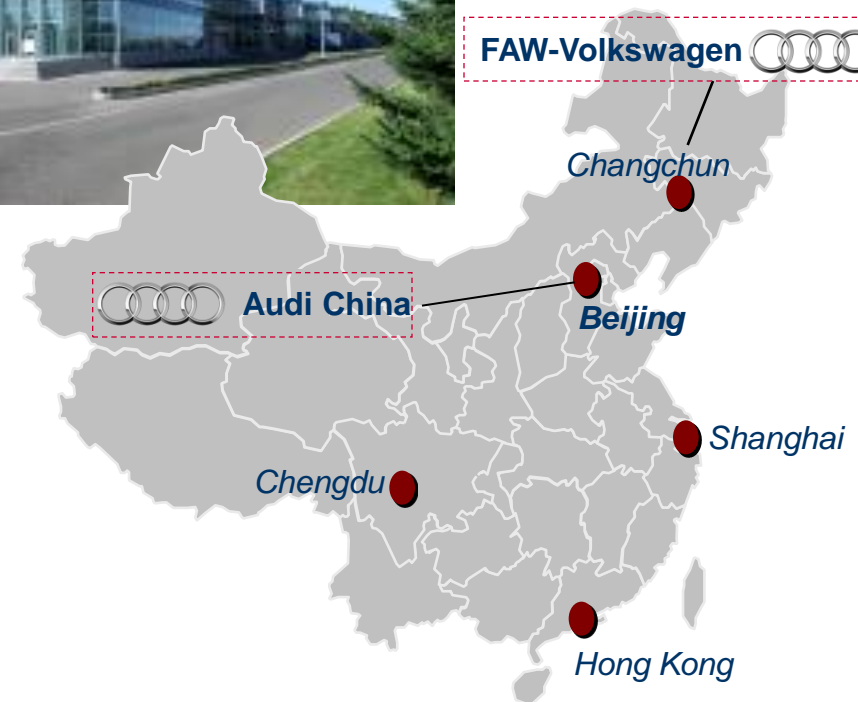 FAW-Volkswagen
Changchun
Audi China
Beijing
Shanghai
Chengdu
Hong Kong